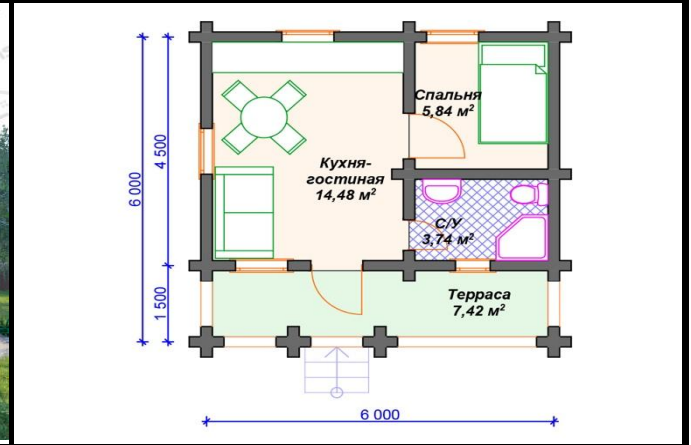 Спальня
5,84 м²
Кухня-
гостиная
14,48 м²
С/У
3,74 м²
Терраса
7,42 м²
4 500
6 000
1 500
6 000